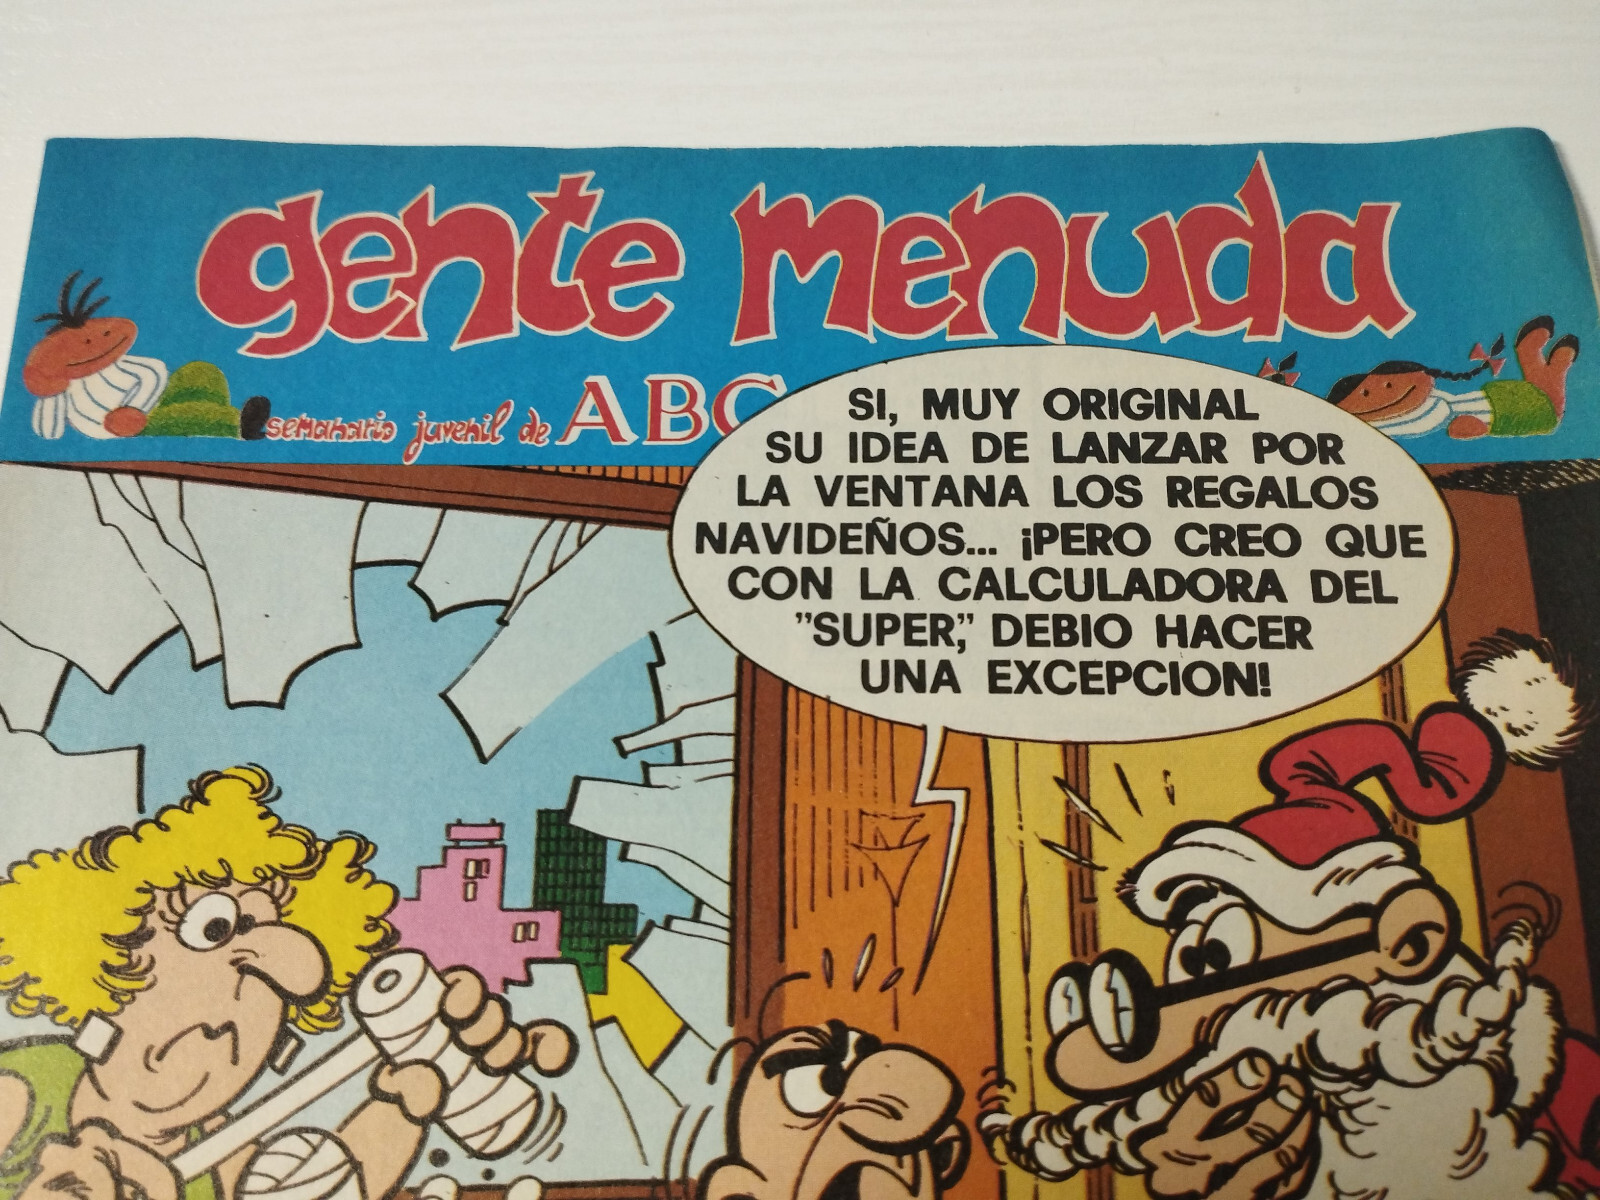 gente menuda
semanario juvenil de ABC
SI, MUY ORIGINAL
SU IDEA DE LANZAR POR
LA VENTANA LOS REGALOS
NAVIDEÑOS... ¡PERO CREO QUE
CON LA CALCULADORA DEL
"SUPER," DEBIO HACER
UNA EXCEPCION!